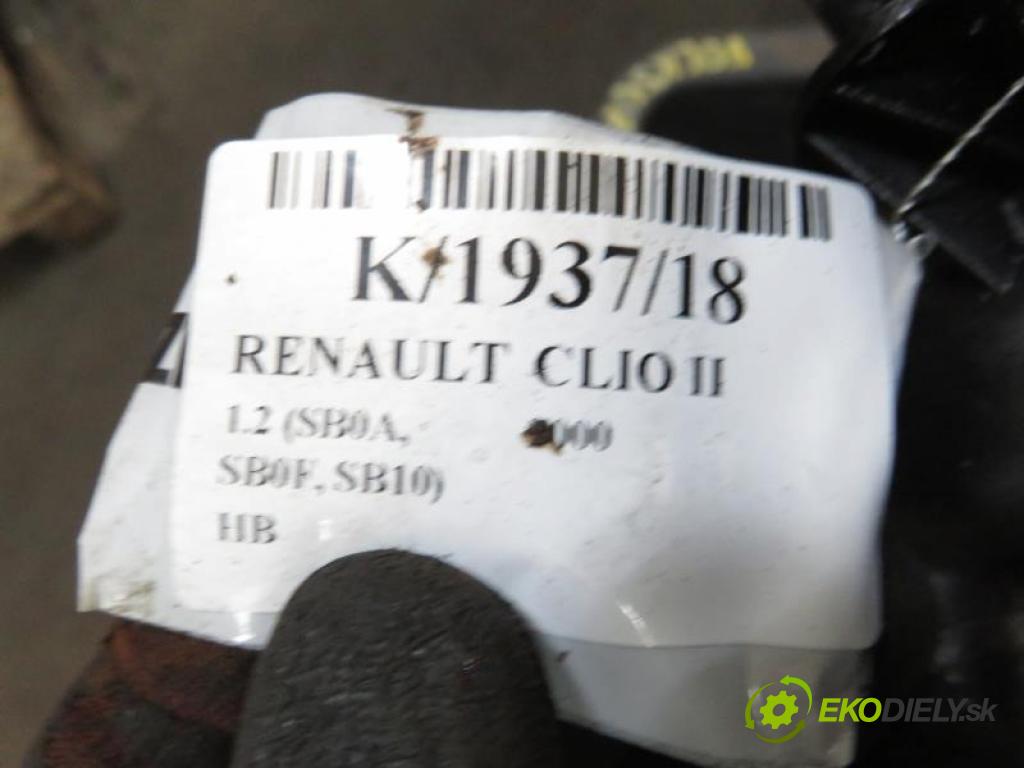 K/1937/18
RENAULT CLIO II
1.2 (SB0A,
SB0F, SB10)
HB
EKODIELY.sk